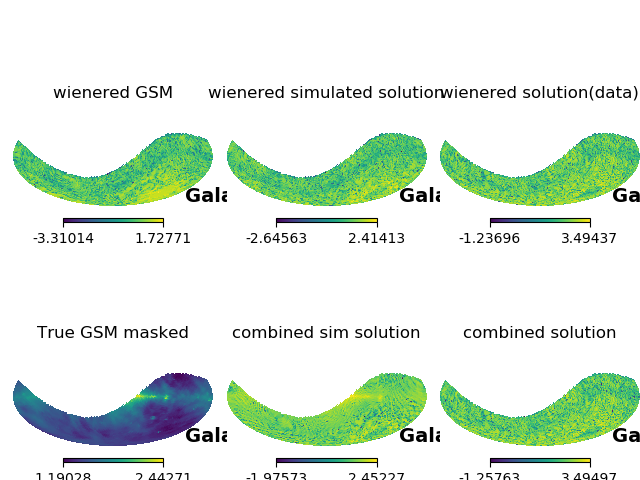 wienered GSM wienered simulated solution wienered solution(data)
Gala Gala Ga
-3.31014 1.72771 -2.64563 2.41413 -1.23696 3.49437
True GSM masked combined sim solution combined solution
Gala Gala Ga
1.19028 2.44271 -1.97573 2.45227 -1.25763 3.49497